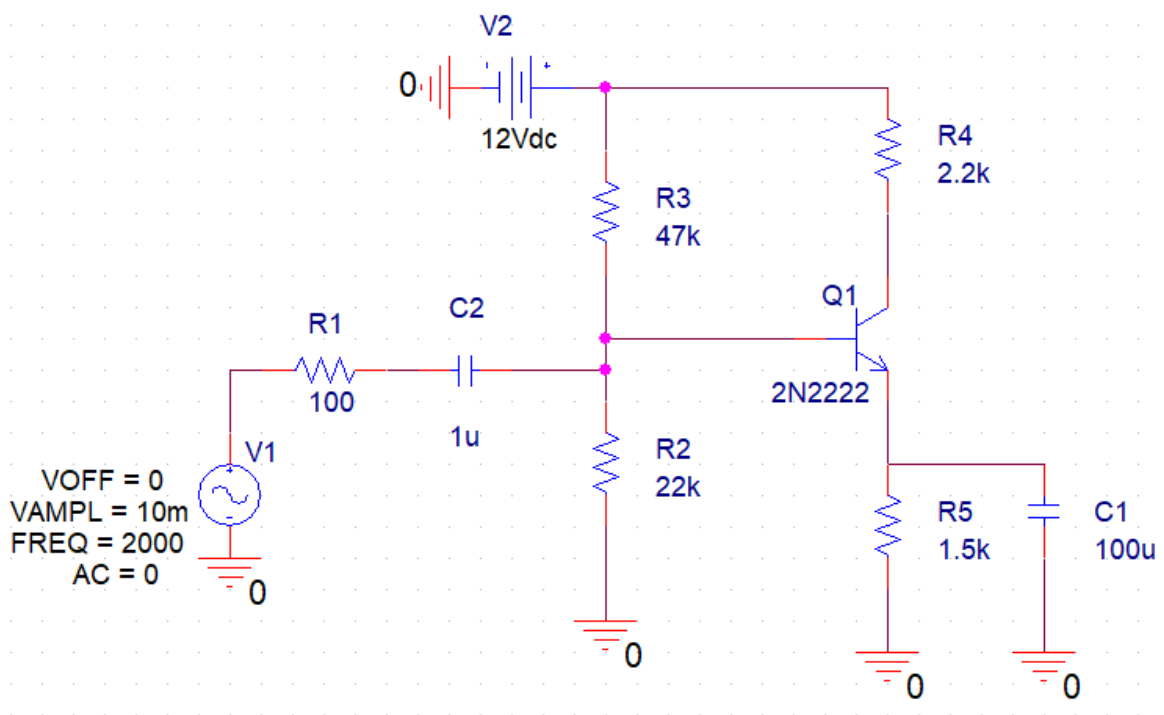 V2
0
12Vdc
R4
2.2k
R3
47k
Q1
C2
R1
100
2N2222
1u
V1
R2
22k
VOFF = 0
VAMPL = 10m
FREQ = 2000
AC = 0
0
R5
1.5k
C1
100u
0
0
0